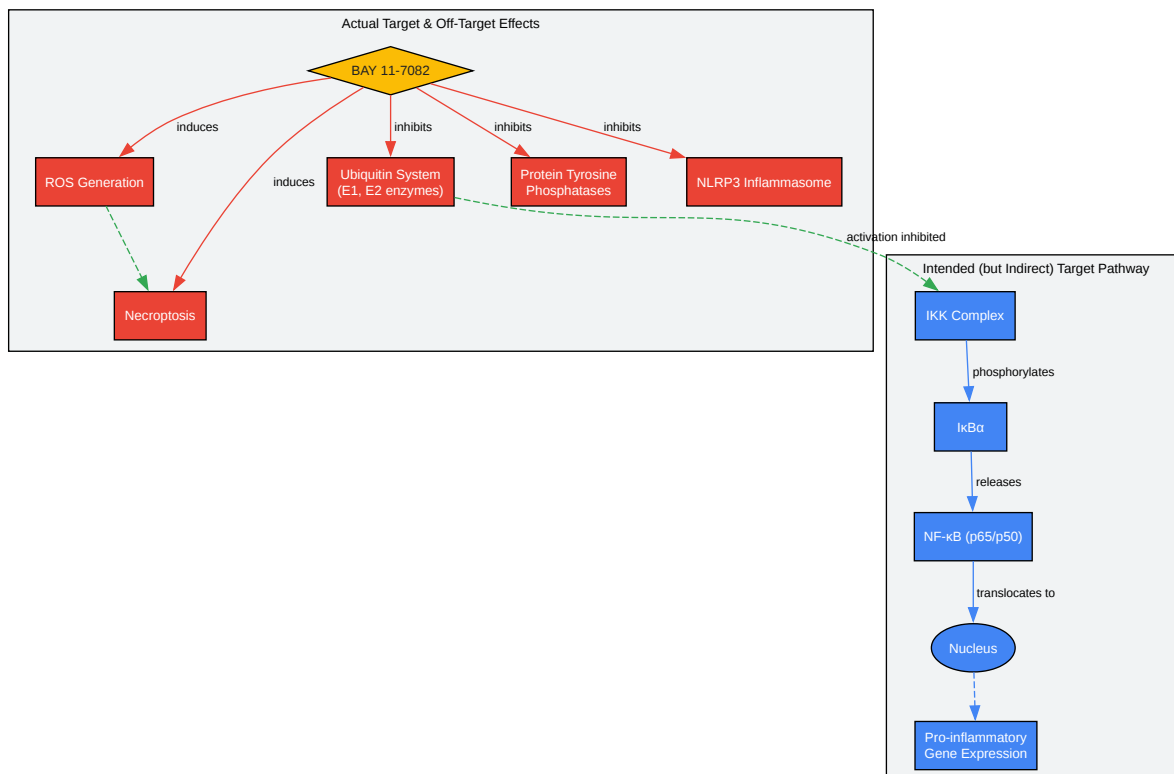 Actual Target & Off-Target Effects
BAY 11-7082
induces
inhibits
inhibits
inhibits
ROS Generation
induces
Ubiquitin System
(E1, E2 enzymes)
Protein Tyrosine
Phosphatases
NLRP3 Inflammasome
activation inhibited
Necroptosis
Intended (but Indirect) Target Pathway
IKK Complex
phosphorylates
IκBα
releases
NF-κB (p65/p50)
translocates to
Nucleus
Pro-inflammatory
Gene Expression